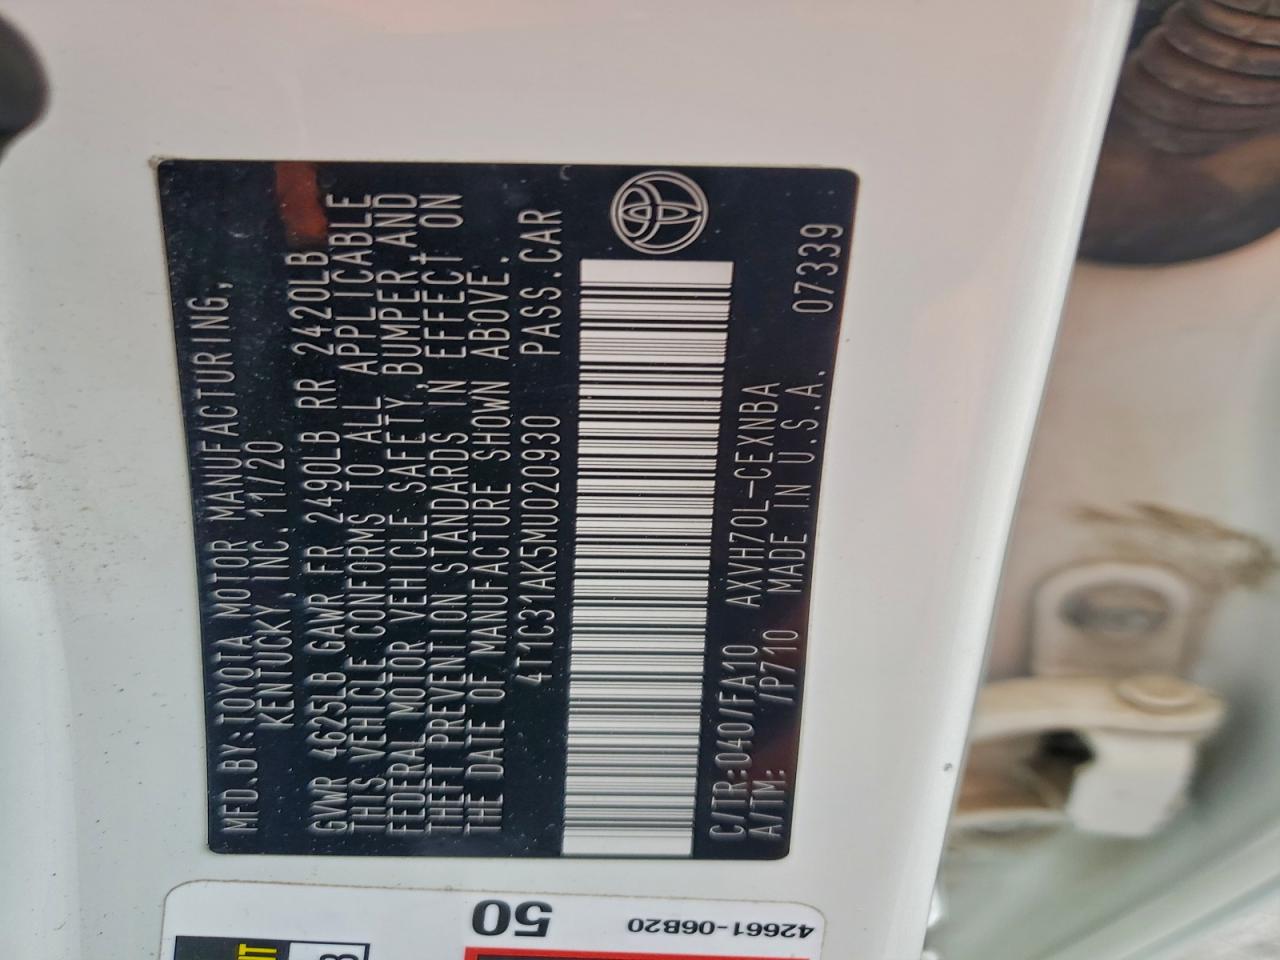 MFD.BY:TOYOTA MOTOR MANUFACTURING,
KENTUCKY,INC. 11/20
GVWR 4625LB GAWR FR 2490LB RR 2420LB
THIS VEHICLE CONFORMS TO ALL APPLICABLE
FEDERAL MOTOR VEHICLE SAFETY,BUMPER,AND
THEFT PREVENTION STANDARDS IN EFFECT ON
THE DATE OF MANUFACTURE SHOWN ABOVE.
4T1C31AK5MU020930 PASS.CAR
C/TR:040/FA10 AXVH70L-CEXNBA
A/TM: /P710 MADE IN U.S.A. 07339
50
42661-06B20